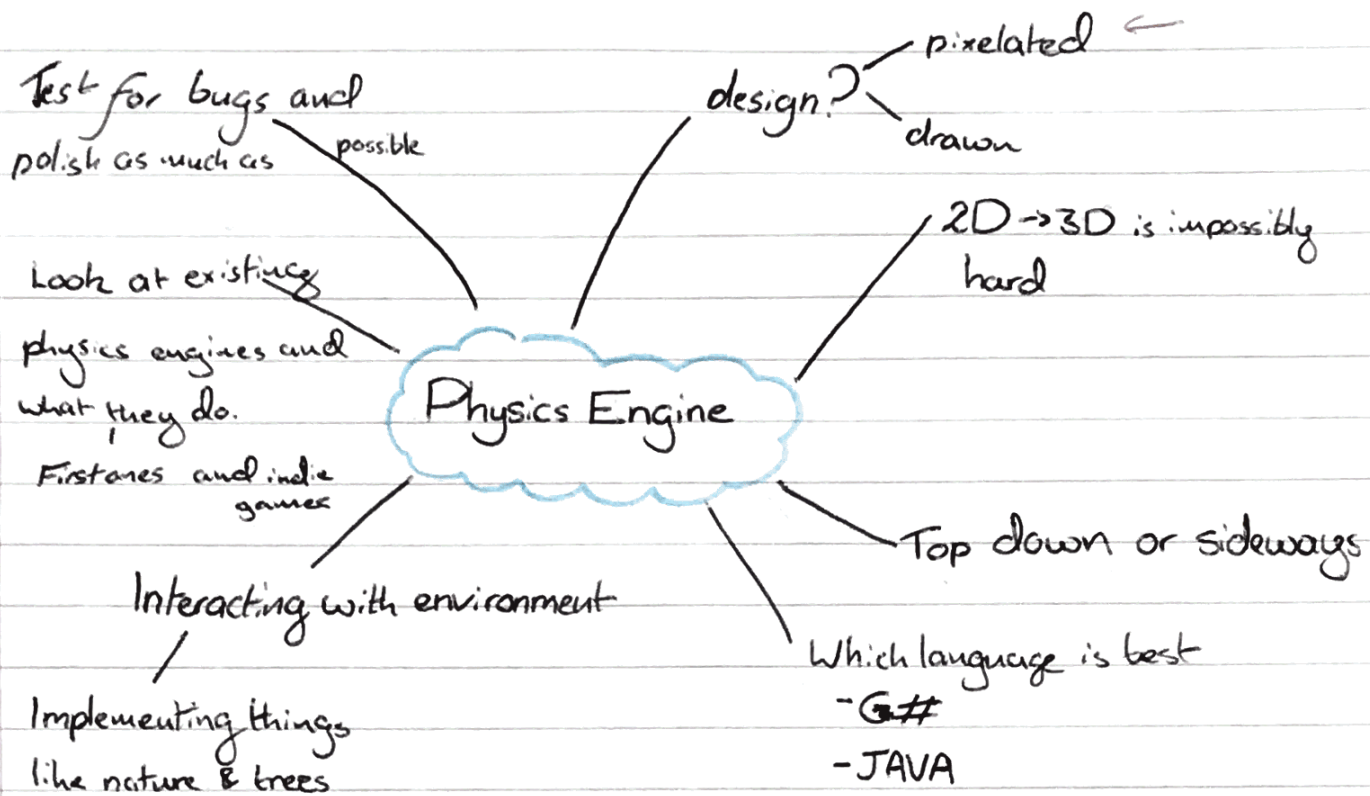 Test for bugs and
polish as much as
possible
design?
pixelated
drawn
2D → 3D is impossibly
hard
Look at existing
physics engines and
what they do.
First ones and indie
games
Physics Engine
Top down or sideways
Interacting with environment
Implementing things
like nature & trees
Which language is best
-C#
-JAVA